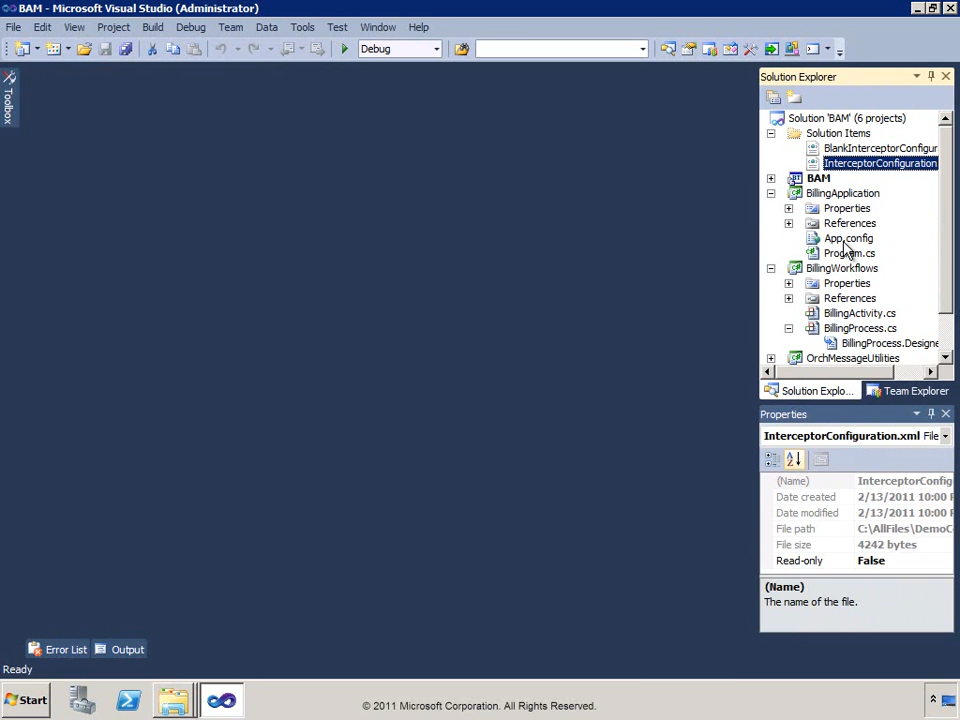 BAM - Microsoft Visual Studio (Administrator)
File Edit View Project Build Debug Team Data Tools Test Window Help
Debug
Toolbox
Solution Explorer
Solution 'BAM' (6 projects)
Solution Items
BlankInterceptorConfigur
InterceptorConfiguration
BAM
BillingApplication
Properties
References
App.config
Program.cs
BillingWorkflows
Properties
References
BillingActivity.cs
BillingProcess.cs
BillingProcess.Designe
OrchMessageUtilities
Solution Explo... Team Explorer
Properties
InterceptorConfiguration.xml File
(Name) InterceptorConfig
Date created 2/13/2011 10:00 P
Date modified 2/13/2011 10:00 P
File path C:\AllFiles\DemoC
File size 4242 bytes
Read-only False
(Name)
The name of the file.
Error List Output
Ready
Start
© 2011 Microsoft Corporation. All Rights Reserved.